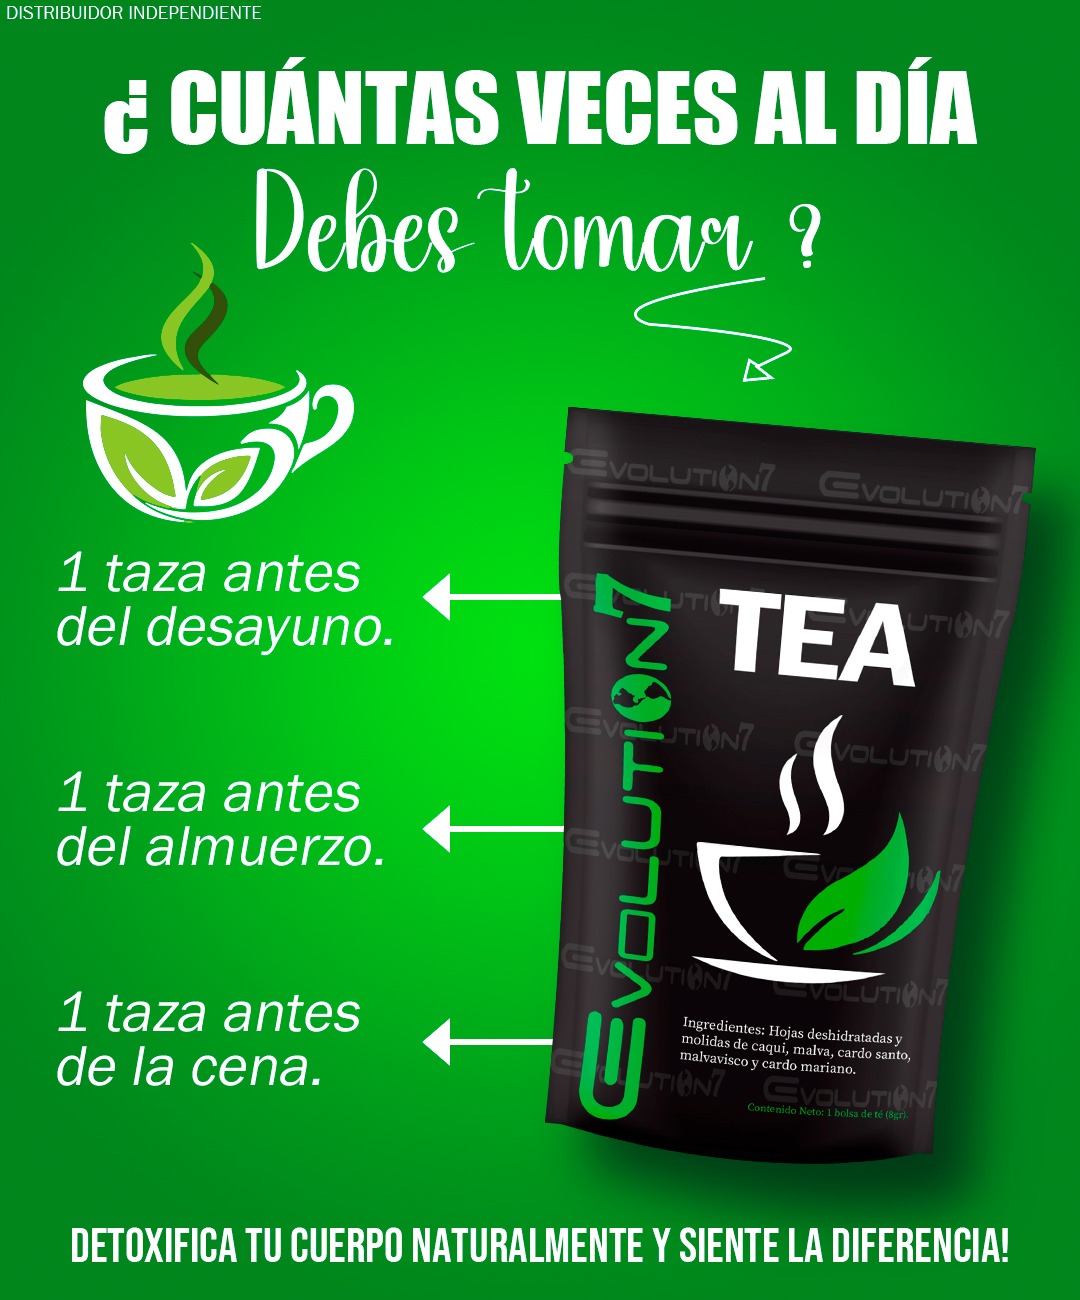 DISTRIBUIDOR INDEPENDIENTE
¿ CUÁNTAS VECES AL DÍA
Debes tomar ?
EVOLUTION7 EVOLUTION7
1 taza antes
del desayuno.
1 taza antes
del almuerzo.
1 taza antes
de la cena.
EVOLUTION7
TEA
Ingredientes: Hojas deshidratadas y
molidas de caqui, malva, cardo santo,
malvavisco y cardo mariano.
Contenido Neto: 1 bolsa de té (8gr).
DETOXIFICA TU CUERPO NATURALMENTE Y SIENTE LA DIFERENCIA!